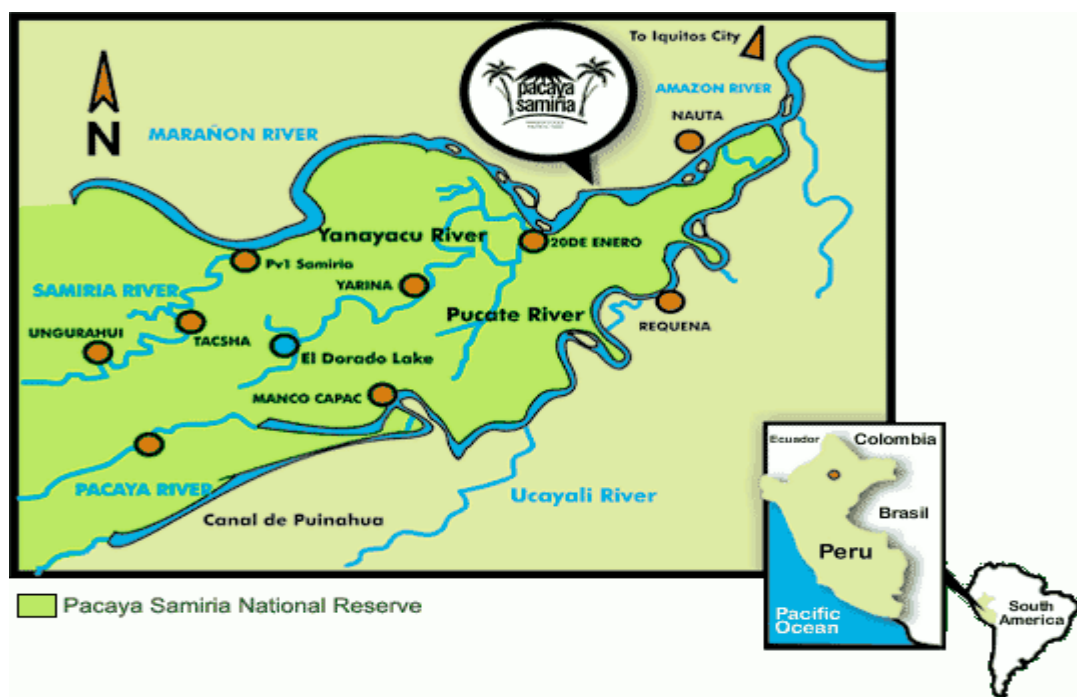 To Iquitos City
pacaya
samiria
AMAZON RIVER
NAUTA
MARAÑON RIVER
N
Yanayacu River
20DE ENERO
Pv1 Samiria
SAMIRIA RIVER
YARINA
Pucate River
REQUENA
UNGURAHUI
TACSHA
El Dorado Lake
MANCO CAPAC
PACAYA RIVER
Ucayali River
Canal de Puinahua
Ecuador
Colombia
Brasil
Peru
Pacific
Ocean
South
America
Pacaya Samiria National Reserve